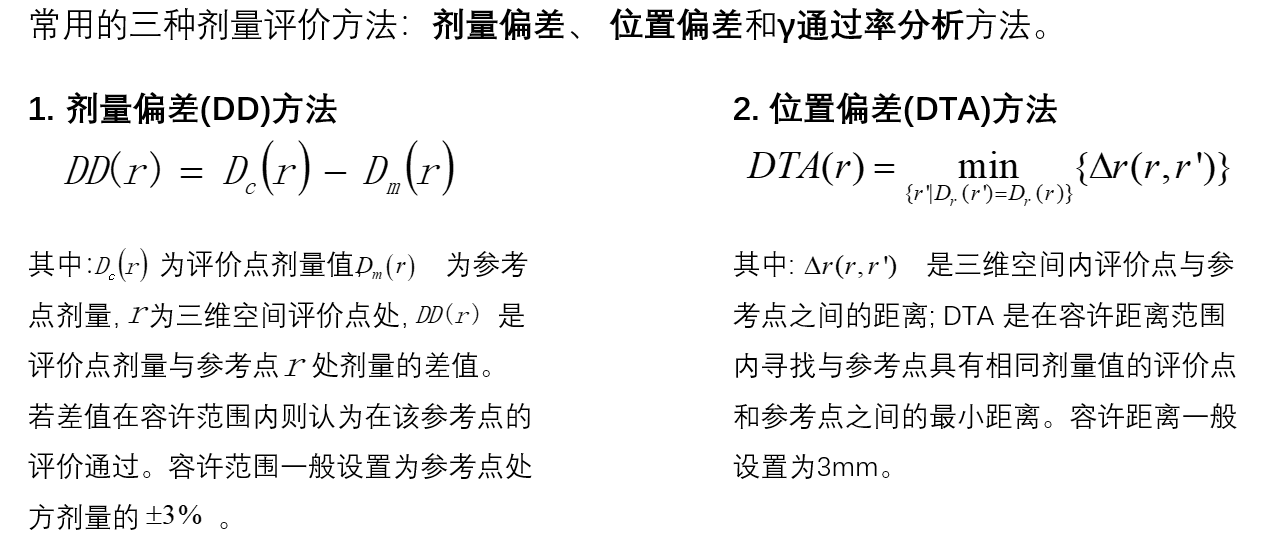 常用的三种剂量评价方法：剂量偏差、位置偏差和γ通过率分析方法。
1. 剂量偏差(DD)方法
DD(r) = D_c(r) − D_m(r)
其中:D_c(r) 为评价点剂量值D_m(r) 为参考
点剂量, r为三维空间评价点处, DD(r) 是
评价点剂量与参考点 r 处剂量的差值。
若差值在容许范围内则认为在该参考点的
评价通过。容许范围一般设置为参考点处
方剂量的 ±3% 。
2. 位置偏差(DTA)方法
DTA(r) = min{Δr(r,r')}
{r'|D_r(r')=D_r(r)}
其中: Δr(r,r') 是三维空间内评价点与参
考点之间的距离; DTA 是在容许距离范围
内寻找与参考点具有相同剂量值的评价点
和参考点之间的最小距离。容许距离一般
设置为3mm。